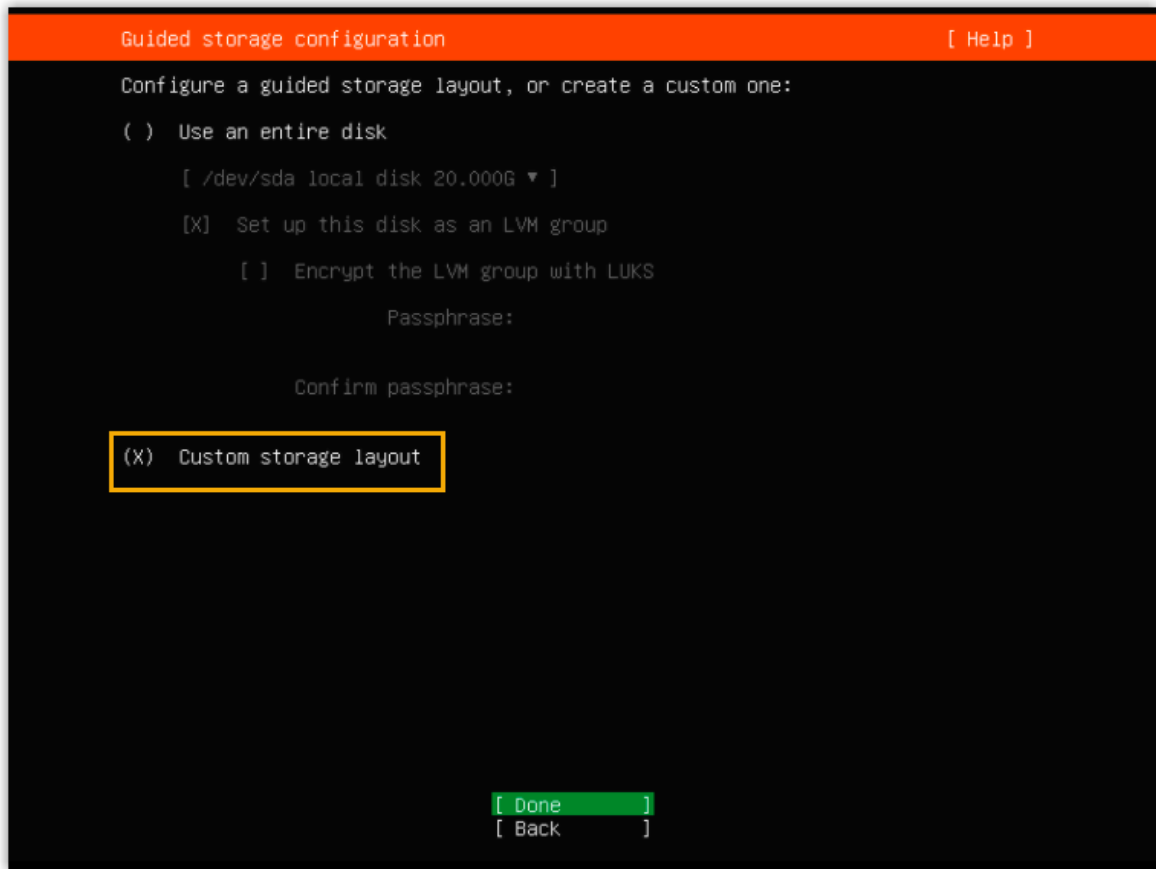 Guided storage configuration [ Help ]
Configure a guided storage layout, or create a custom one:
( ) Use an entire disk
[ /dev/sda local disk 20.000G ▾ ]
[X] Set up this disk as an LVM group
[ ] Encrypt the LVM group with LUKS
Passphrase:
Confirm passphrase:
(X) Custom storage layout
[ Done ]
[ Back ]